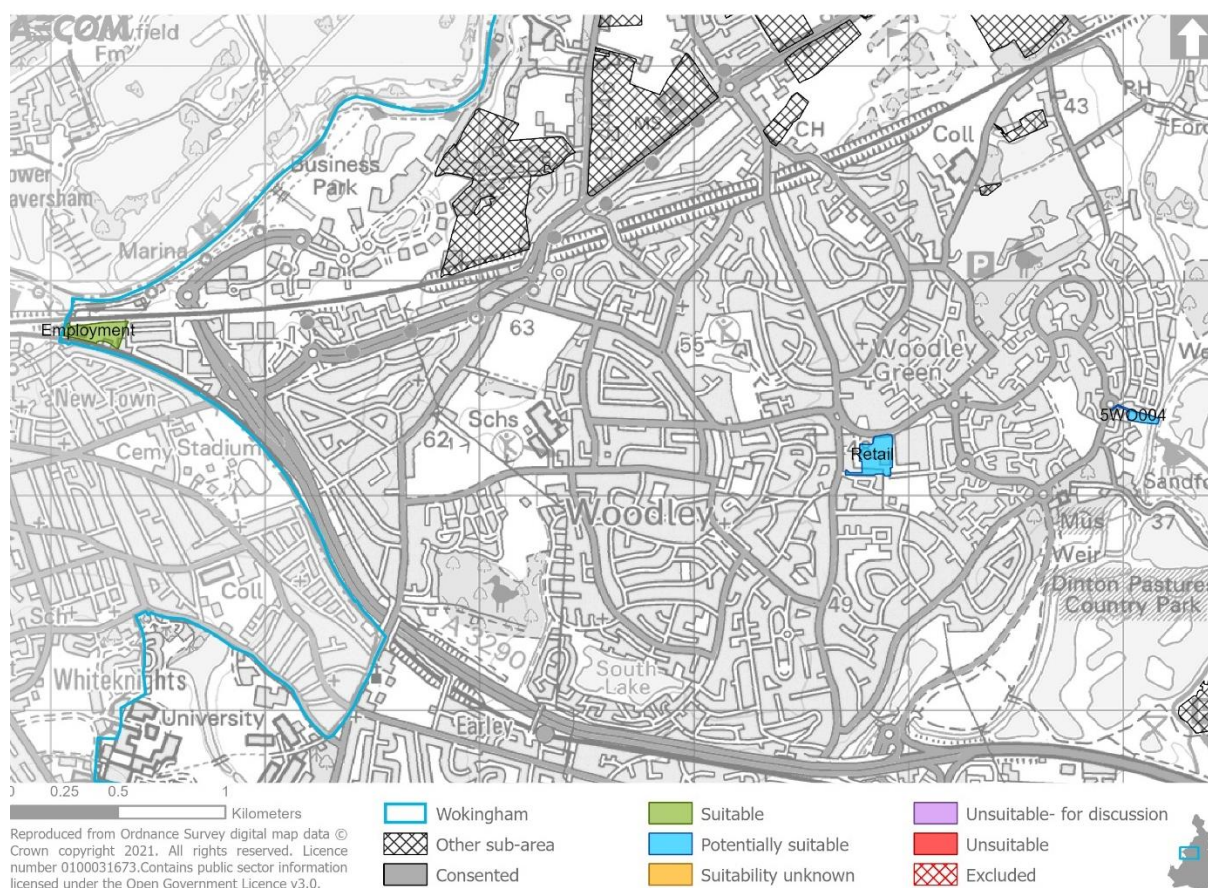 AECOM
Fm
Business
Park
Marina
MS
CH
Coll
43
PH
Ford
Employment
New Town
63
55
Woodley
Green
Cemy
Stadium
62
Schs
Retail
5WO004
Woodley
Mus
37
Weir
Dinton Pasture
Country Park
Sch
Coll
Whiteknights
University
A3290
49
South
Lake
Earley
P
0 0.25 0.5 1
Kilometers
Reproduced from Ordnance Survey digital map data ©
Crown copyright 2021. All rights reserved. Licence
number 0100031673.Contains public sector information
licensed under the Open Government Licence v3.0.
Wokingham
Other sub-area
Consented
Suitable
Potentially suitable
Suitability unknown
Unsuitable- for discussion
Unsuitable
Excluded